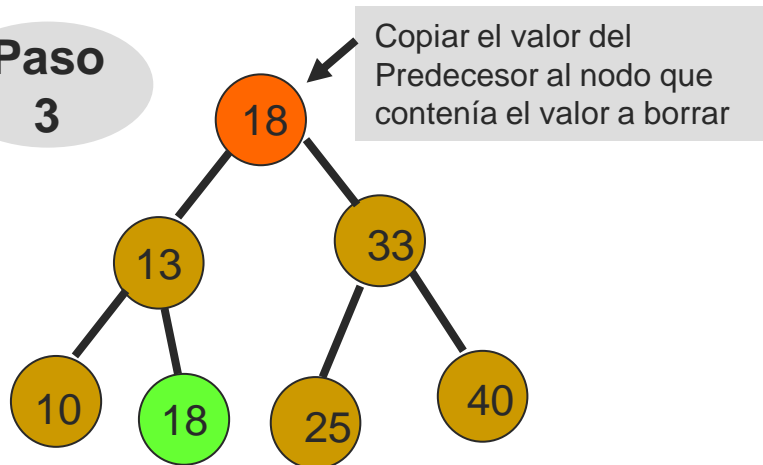 Paso
3
Copiar el valor del
Predecesor al nodo que
contenía el valor a borrar
18
13
33
10
18
25
40